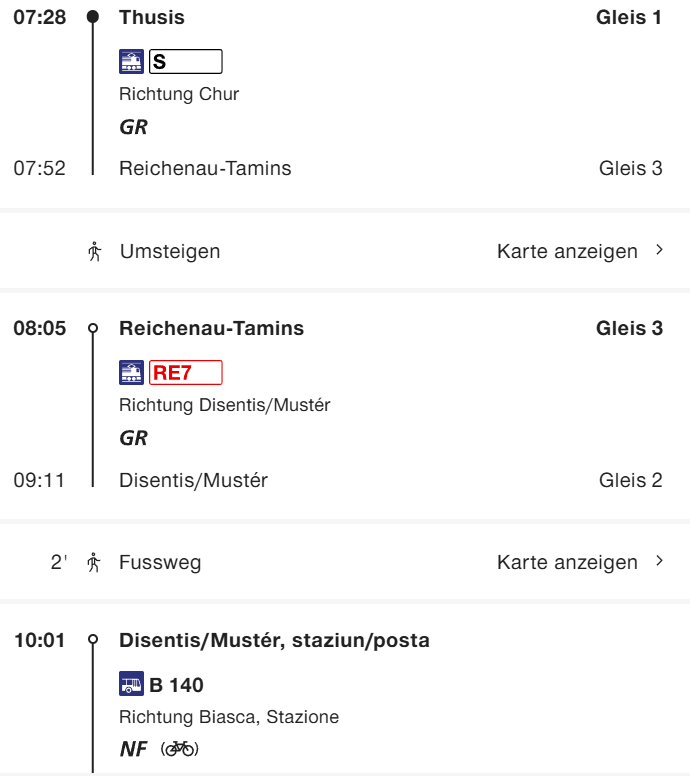 07:28 Thusis Gleis 1
S
Richtung Chur
GR
07:52 Reichenau-Tamins Gleis 3
Umsteigen Karte anzeigen
08:05 Reichenau-Tamins Gleis 3
RE7
Richtung Disentis/Mustér
GR
09:11 Disentis/Mustér Gleis 2
2' Fussweg Karte anzeigen
10:01 Disentis/Mustér, staziun/posta
B 140
Richtung Biasca, Stazione
NF